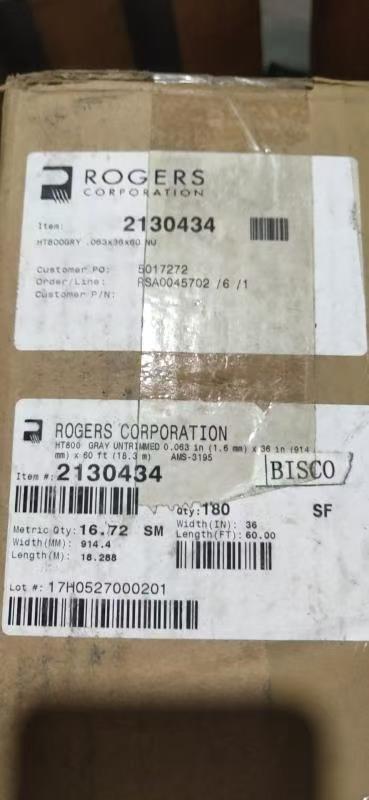 ROGERS
CORPORATION
Item: 2130434
HT800GRY .063x36x60 NU
Customer PO: 5017272
Order/Line: RSA0045702 /6 /1
Customer P/N:
ROGERS CORPORATION
HT800 GRAY UNTRIMMED 0.063 in (1.6 mm) x 36 in (914
mm) x 60 ft (18.3 m) AMS-3195
Item #: 2130434
BISCO
Qty: 180 SF
Metric Qty: 16.72 SM
Width(IN): 36
Width(MM): 914.4
Length(FT): 60.00
Length(M): 18.288
Lot #: 17H0527000201